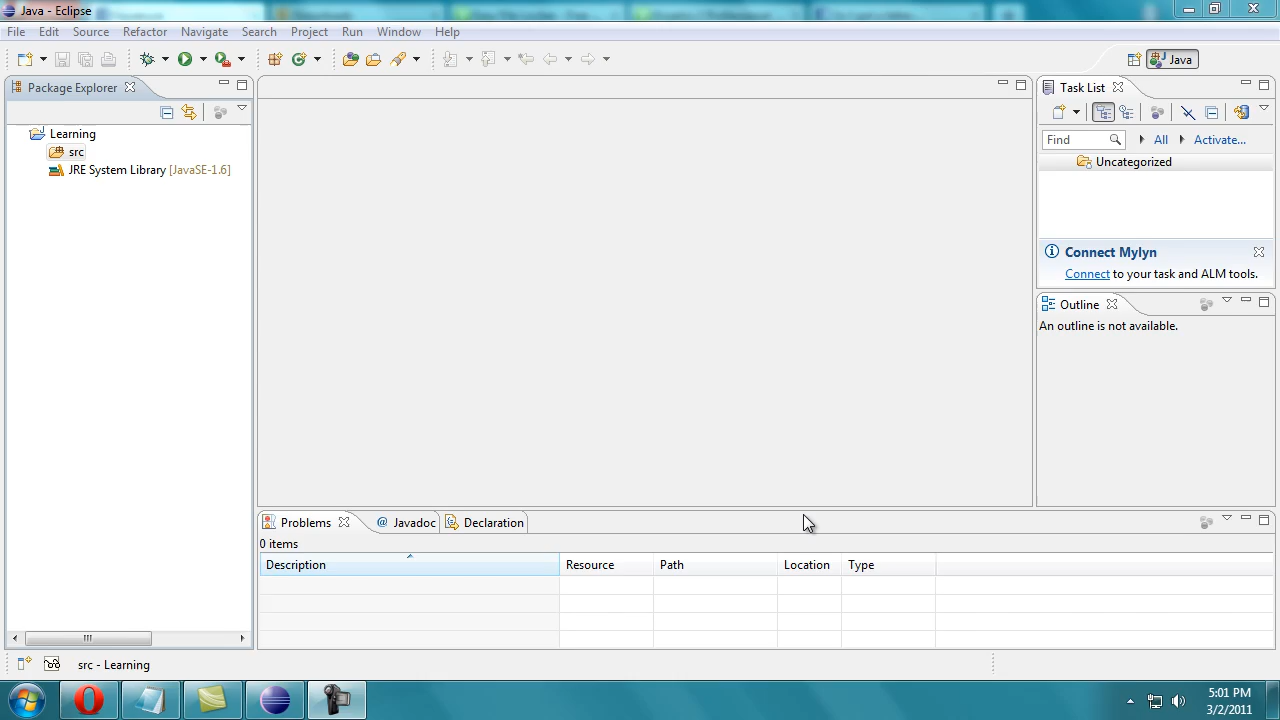 Java - Eclipse
File Edit Source Refactor Navigate Search Project Run Window Help
Java
Package Explorer
Learning
src
JRE System Library [JavaSE-1.6]
Task List
Find All Activate...
Uncategorized
Connect Mylyn
Connect to your task and ALM tools.
Outline
An outline is not available.
Problems @ Javadoc Declaration
0 items
Description Resource Path Location Type
src - Learning
5:01 PM
3/2/2011